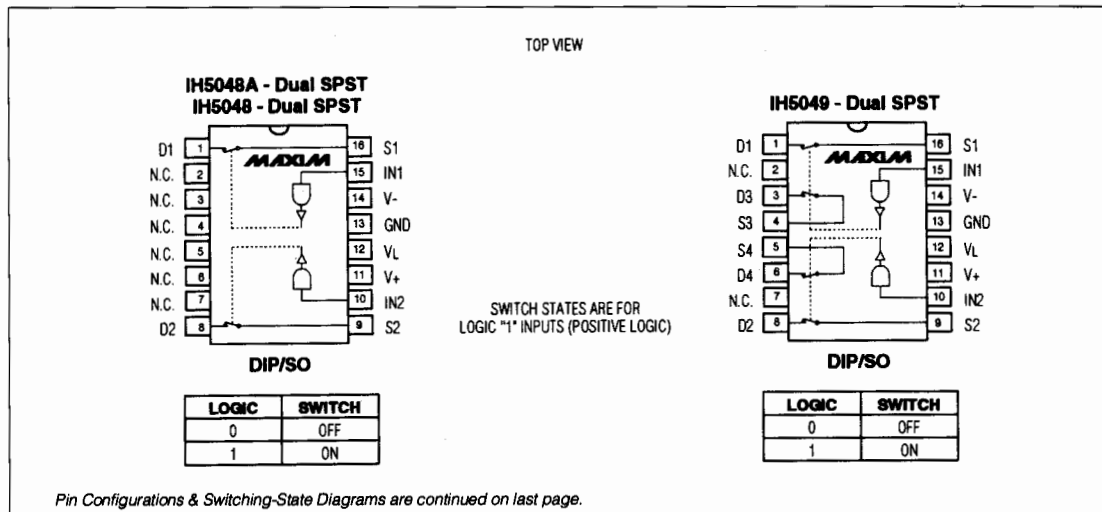 TOP VIEW
IH5048A - Dual SPST
IH5048 - Dual SPST
MAXIM
D1 1 16 S1
N.C. 2 15 IN1
N.C. 3 14 V-
N.C. 4 13 GND
N.C. 5 12 VL
N.C. 6 11 V+
N.C. 7 10 IN2
D2 8 9 S2
DIP/SO
LOGIC SWITCH
0 OFF
1 ON
SWITCH STATES ARE FOR
LOGIC "1" INPUTS (POSITIVE LOGIC)
IH5049 - Dual SPST
MAXIM
D1 1 16 S1
N.C. 2 15 IN1
D3 3 14 V-
S3 4 13 GND
S4 5 12 VL
D4 6 11 V+
N.C. 7 10 IN2
D2 8 9 S2
DIP/SO
LOGIC SWITCH
0 OFF
1 ON
Pin Configurations & Switching-State Diagrams are continued on last page.